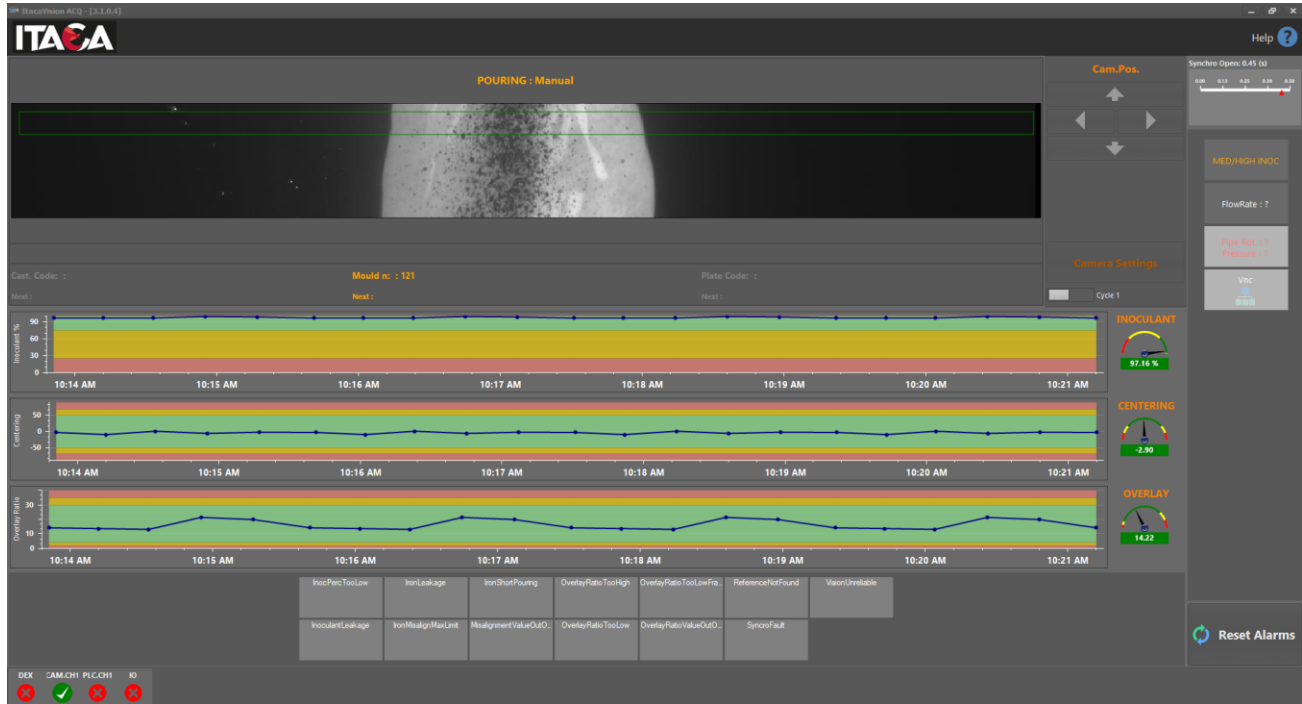 ItacaVision ACQ - [3.1.0.4]
ITACA
Help ?
POURING : Manual
Cam.Pos.
Synchro Open: 0.45 (s)
0.00 0.13 0.25 0.38 0.50
MED/HIGH INOC
FlowRate : ?
Pipe Pos. : ?
Pressure : ?
Vnc
Camera Settings
Cycle 1
Cast. Code: :
Mould n: : 121
Plate Code: :
Next :
Next :
Next :
INOCULANT
Inoculant %
90
60
30
0
97.16 %
10:14 AM 10:15 AM 10:16 AM 10:17 AM 10:18 AM 10:19 AM 10:20 AM 10:21 AM
CENTERING
Centering
50
0
-50
-2.90
10:14 AM 10:15 AM 10:16 AM 10:17 AM 10:18 AM 10:19 AM 10:20 AM 10:21 AM
OVERLAY
Overlay Ratio
30
10
0
14.22
10:14 AM 10:15 AM 10:16 AM 10:17 AM 10:18 AM 10:19 AM 10:20 AM 10:21 AM
InocPercTooLow IronLeakage IronShortPouring OverlayRatioTooHigh OverlayRatioTooLowFra.. ReferenceNotFound VisionUnreliable
InoculantLeakage IronMisalignMaxLimit MisalignmentValueOutO.. OverlayRatioTooLow OverlayRatioValueOutO.. SyncroFault
Reset Alarms
DEX CAM.CH1 PLC.CH1 IO